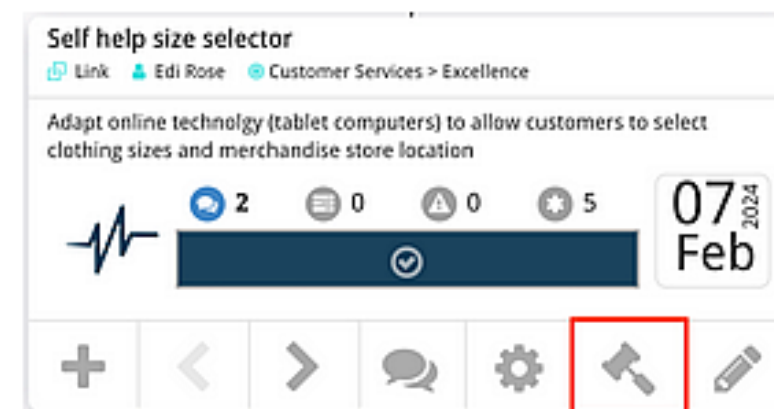 Self help size selector
Link Edi Rose Customer Services > Excellence
Adapt online technolgy (tablet computers) to allow customers to select
clothing sizes and merchandise store location
2 0 0 5
07 2024
Feb